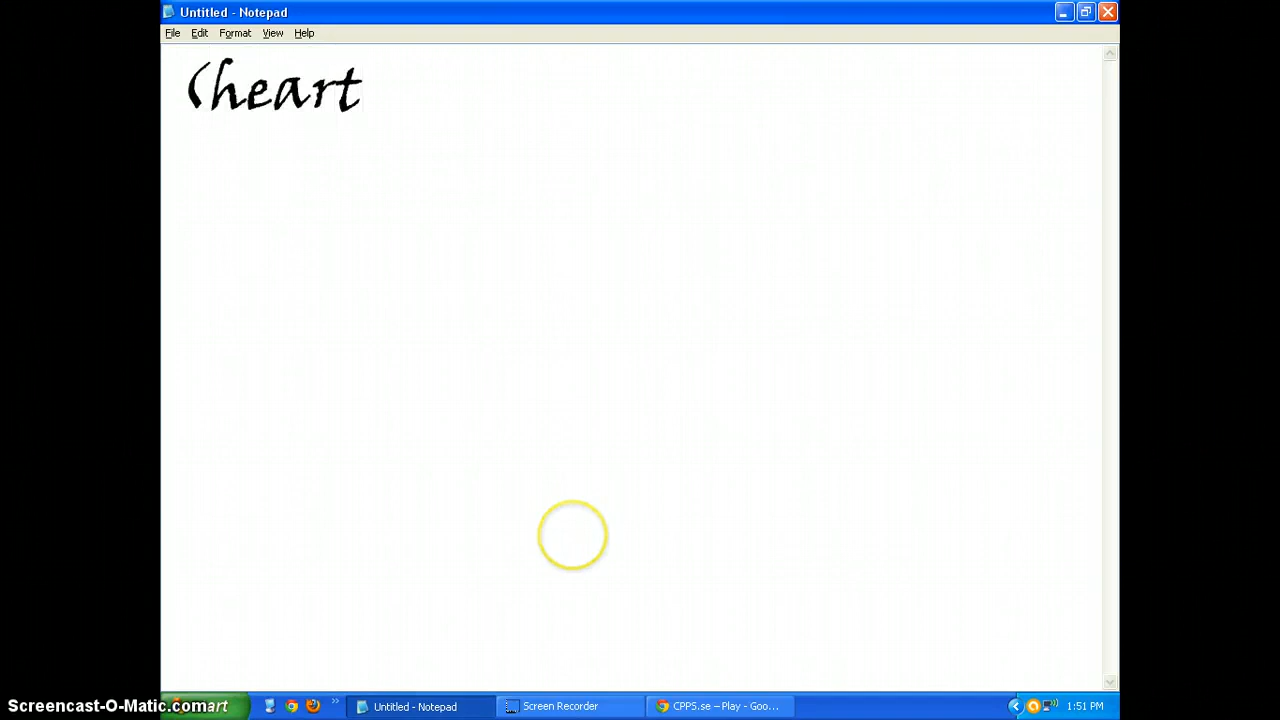 Untitled - Notepad
File Edit Format View Help
(heart
Screencast-O-Matic.com
art
Untitled - Notepad
Screen Recorder
CPPS.se – Play - Goo...
1:51 PM